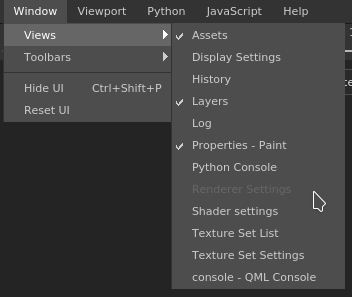 Window Viewport Python JavaScript Help
Views
Toolbars
Hide UI Ctrl+Shift+P
Reset UI
Assets
Display Settings
History
Layers
Log
Properties - Paint
Python Console
Renderer Settings
Shader settings
Texture Set List
Texture Set Settings
console - QML Console